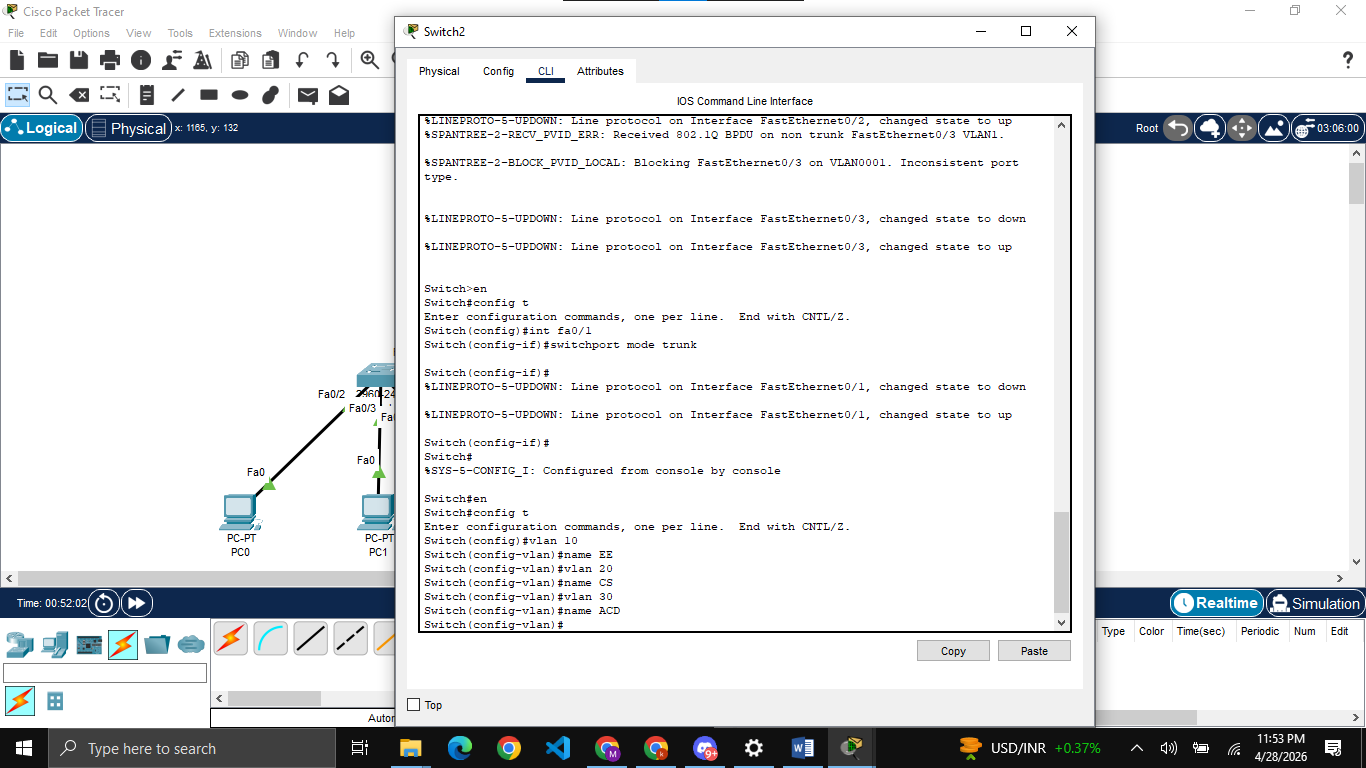 Cisco Packet Tracer
File Edit Options View Tools Extensions Window Help
Logical Physical x: 1165, y: 132
Root 03:06:00
Switch2
Physical Config CLI Attributes
IOS Command Line Interface
%LINEPROTO-5-UPDOWN: Line protocol on Interface FastEthernet0/2, changed state to up
%SPANTREE-2-RECV_PVID_ERR: Received 802.1Q BPDU on non trunk FastEthernet0/3 VLAN1.
%SPANTREE-2-BLOCK_PVID_LOCAL: Blocking FastEthernet0/3 on VLAN0001. Inconsistent port
type.
%LINEPROTO-5-UPDOWN: Line protocol on Interface FastEthernet0/3, changed state to down
%LINEPROTO-5-UPDOWN: Line protocol on Interface FastEthernet0/3, changed state to up
Switch>en
Switch#config t
Enter configuration commands, one per line.  End with CNTL/Z.
Switch(config)#int fa0/1
Switch(config-if)#switchport mode trunk
Switch(config-if)#
%LINEPROTO-5-UPDOWN: Line protocol on Interface FastEthernet0/1, changed state to down
%LINEPROTO-5-UPDOWN: Line protocol on Interface FastEthernet0/1, changed state to up
Switch(config-if)#
Switch#
%SYS-5-CONFIG_I: Configured from console by console
Switch#en
Switch#config t
Enter configuration commands, one per line.  End with CNTL/Z.
Switch(config)#vlan 10
Switch(config-vlan)#name EE
Switch(config-vlan)#vlan 20
Switch(config-vlan)#name CS
Switch(config-vlan)#vlan 30
Switch(config-vlan)#name ACD
Switch(config-vlan)#
Copy Paste
Top
Fa0/2
Fa0/3
Fa0
Fa0
PC-PT
PC0
PC-PT
PC1
Time: 00:52:02
Realtime Simulation
Type Color Time(sec) Periodic Num Edit
Type here to search
USD/INR +0.37%
11:53 PM
4/28/2026